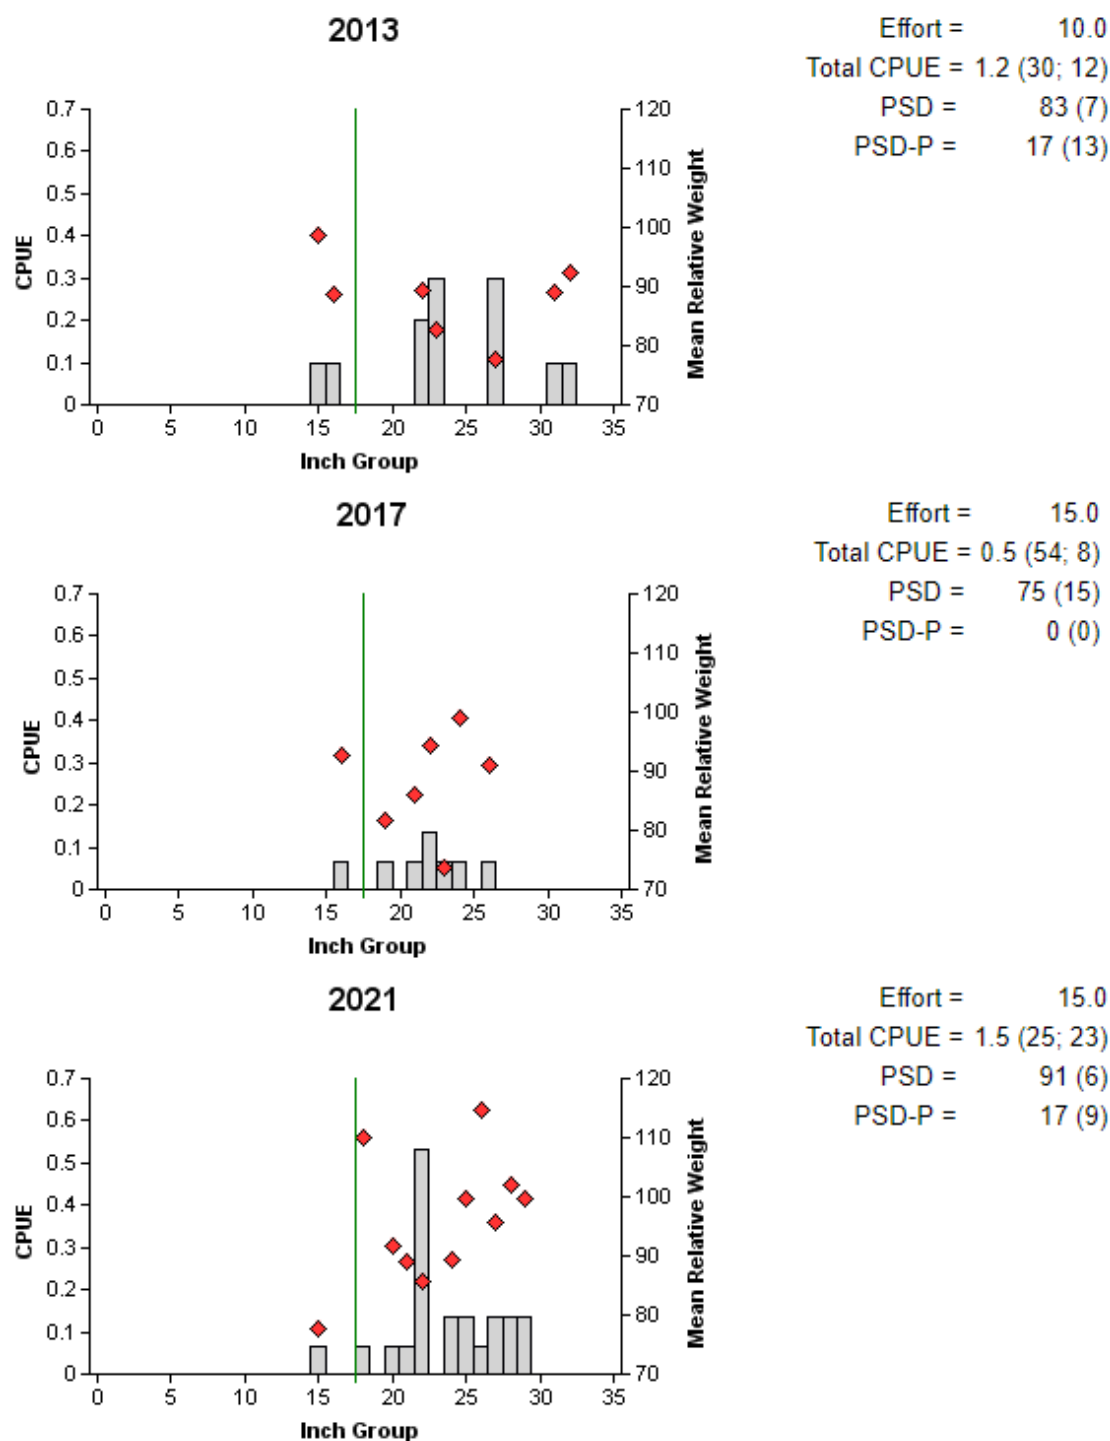 2013
Effort = 10.0
Total CPUE = 1.2 (30; 12)
PSD = 83 (7)
PSD-P = 17 (13)
0.7
0.6
0.5
0.4
0.3
0.2
0.1
0
CPUE
120
110
100
90
80
70
Mean Relative Weight
0 5 10 15 20 25 30 35
Inch Group
2017
Effort = 15.0
Total CPUE = 0.5 (54; 8)
PSD = 75 (15)
PSD-P = 0 (0)
0.7
0.6
0.5
0.4
0.3
0.2
0.1
0
CPUE
120
110
100
90
80
70
Mean Relative Weight
0 5 10 15 20 25 30 35
Inch Group
2021
Effort = 15.0
Total CPUE = 1.5 (25; 23)
PSD = 91 (6)
PSD-P = 17 (9)
0.7
0.6
0.5
0.4
0.3
0.2
0.1
0
CPUE
120
110
100
90
80
70
Mean Relative Weight
0 5 10 15 20 25 30 35
Inch Group